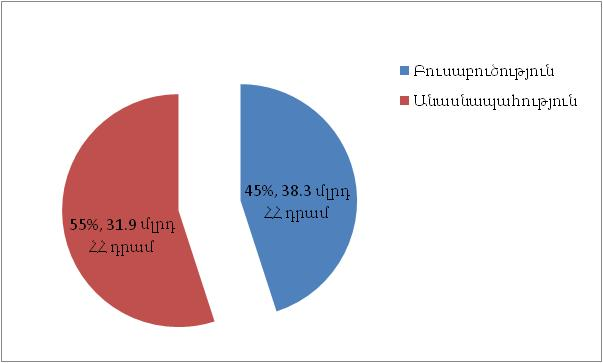 Բուսաբուծություն
Անասնապահություն
45%, 38.3 մլրդ
ՀՀ դրամ
55%, 31.9 մլրդ
ՀՀ դրամ